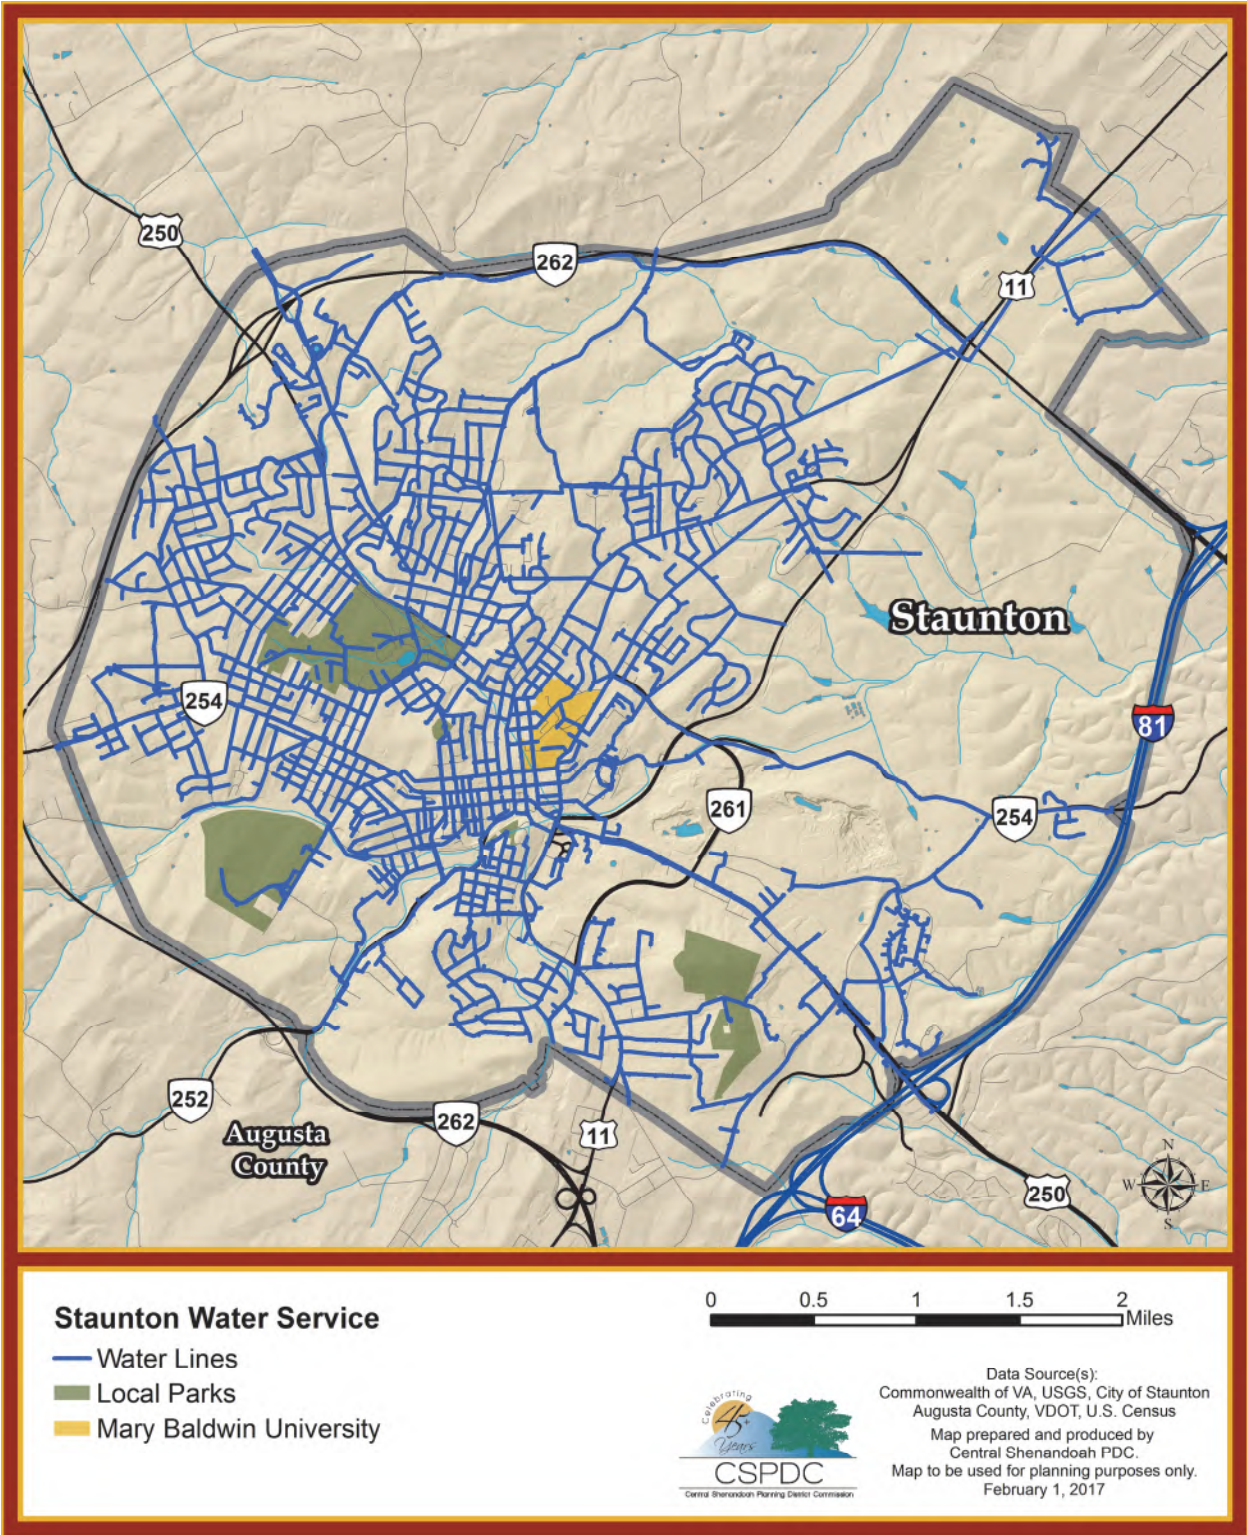 250
262
11
Staunton
254
81
261
254
252
Augusta
County
262
11
250
64
N
W E
S
Staunton Water Service
Water Lines
Local Parks
Mary Baldwin University
0 0.5 1 1.5 2
Miles
Data Source(s):
Commonwealth of VA, USGS, City of Staunton
Augusta County, VDOT, U.S. Census
Map prepared and produced by
Central Shenandoah PDC.
Map to be used for planning purposes only.
February 1, 2017
Celebrating
45+
Years
CSPDC
Central Shenandoah Planning District Commission